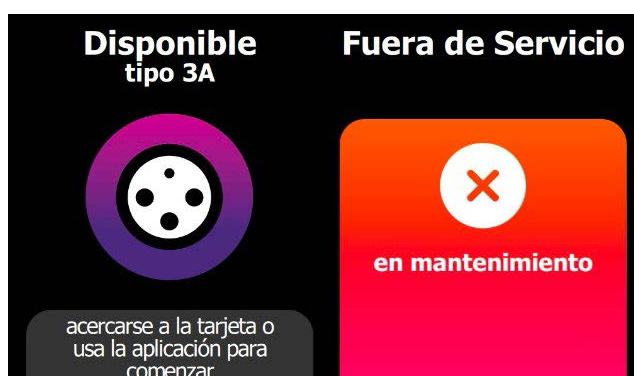 Disponible
tipo 3A
acercarse a la tarjeta o
usa la aplicación para
comenzar
Fuera de Servicio
en mantenimiento